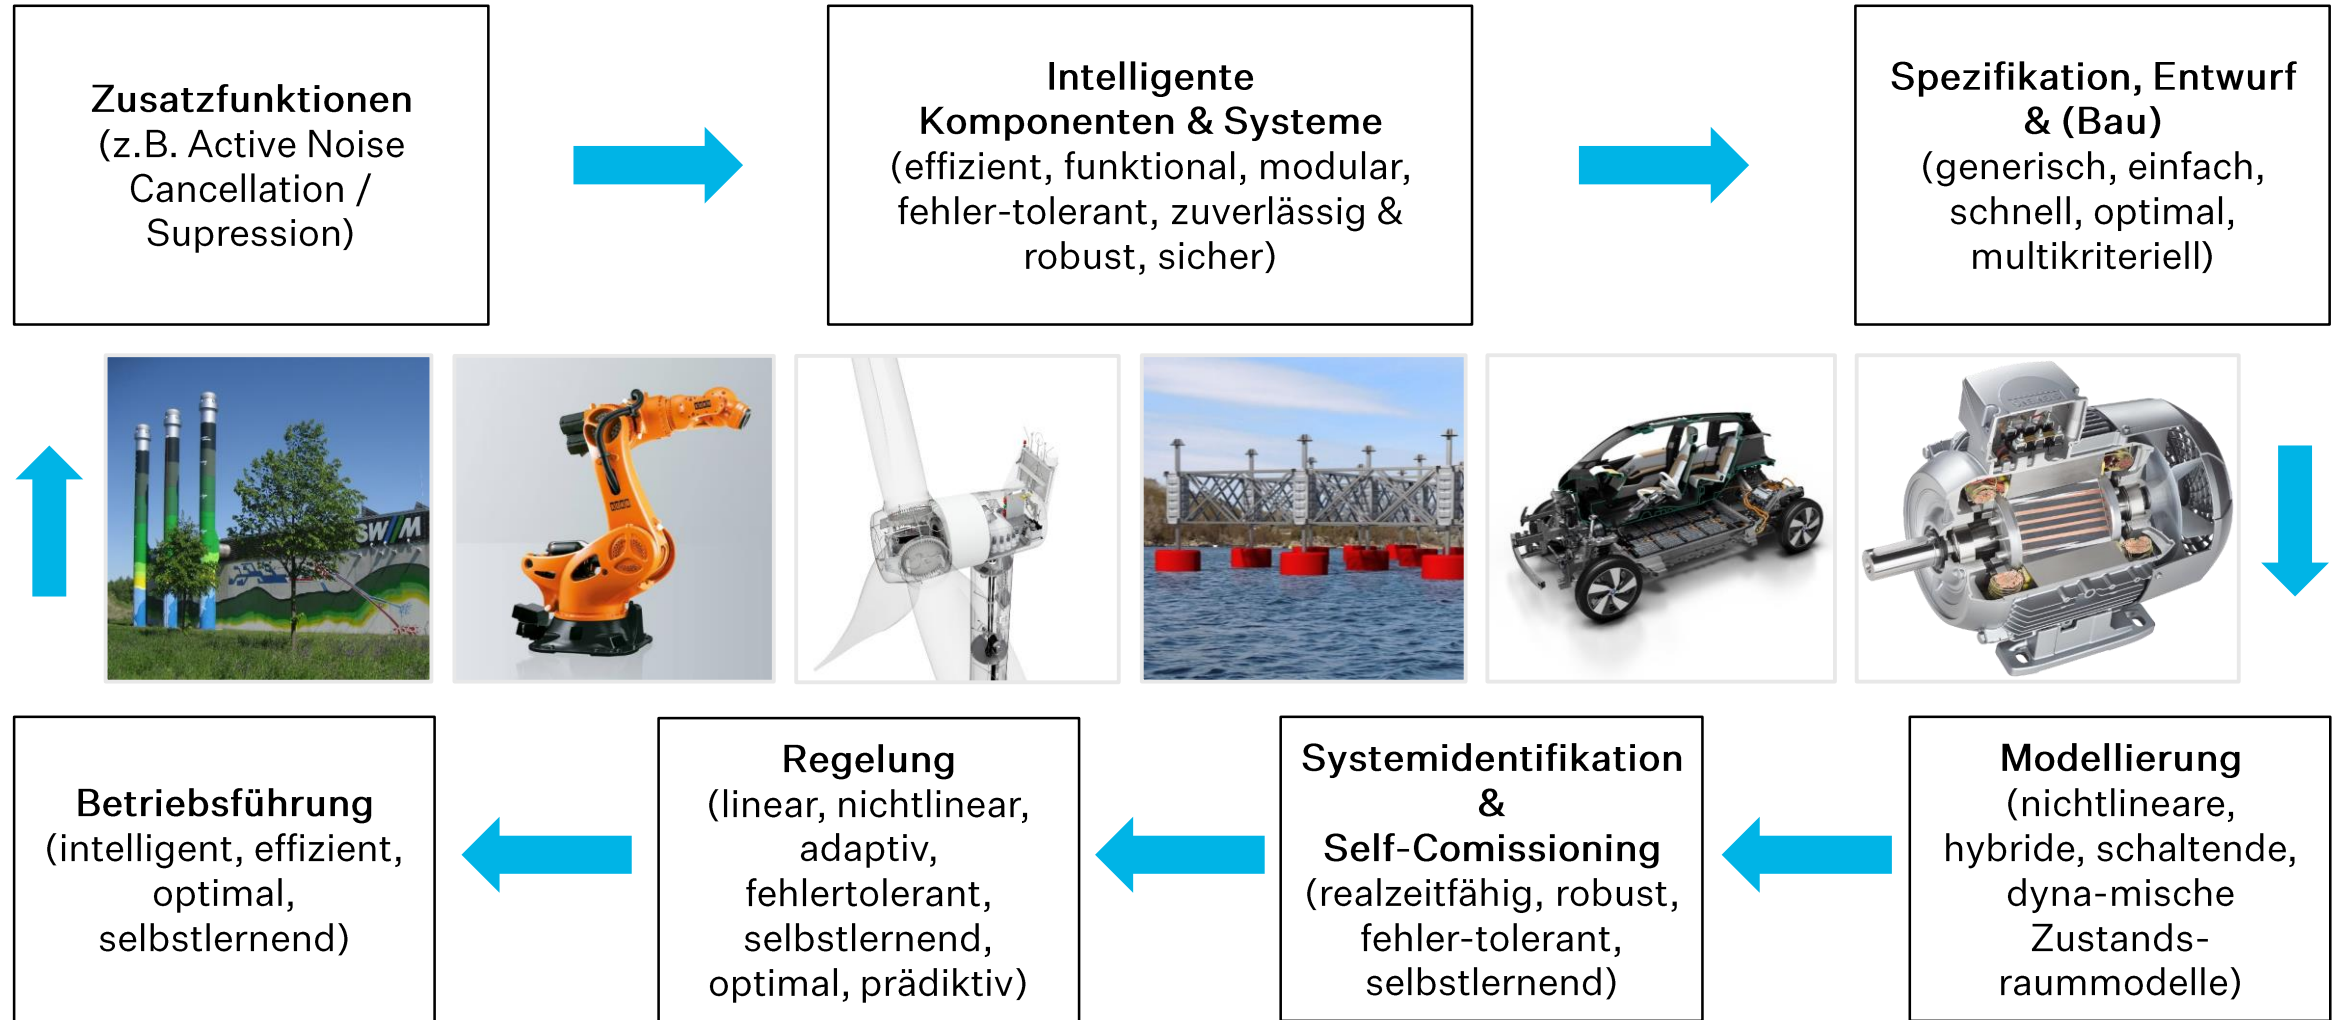 Zusatzfunktionen
(z.B. Active Noise
Cancellation /
Supression)
Intelligente
Komponenten & Systeme
(effizient, funktional, modular,
fehler-tolerant, zuverlässig &
robust, sicher)
Spezifikation, Entwurf
& (Bau)
(generisch, einfach,
schnell, optimal,
multikriteriell)
SW//M
Betriebsführung
(intelligent, effizient,
optimal,
selbstlernend)
Regelung
(linear, nichtlinear,
adaptiv,
fehlertolerant,
selbstlernend,
optimal, prädiktiv)
Systemidentifikation
&
Self-Comissioning
(realzeitfähig, robust,
fehler-tolerant,
selbstlernend)
Modellierung
(nichtlineare,
hybride, schaltende,
dyna-mische
Zustands-
raummodelle)